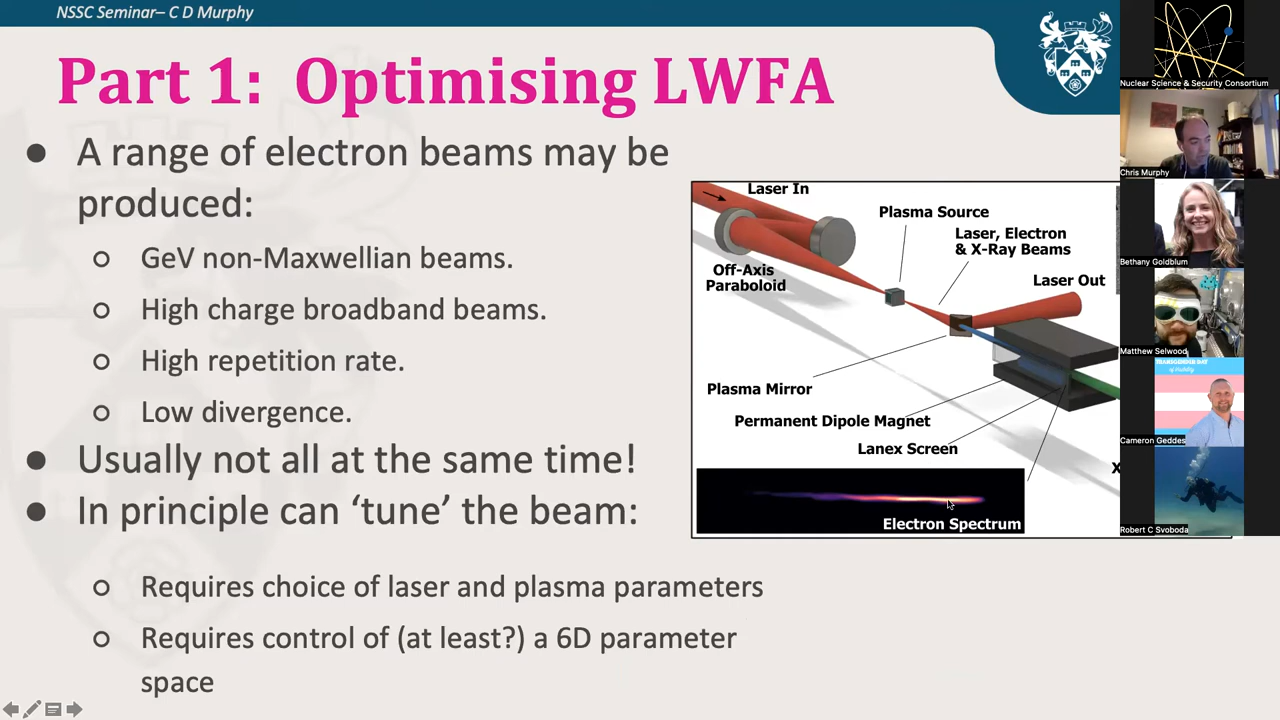 NSSC Seminar– C D Murphy
Part 1: Optimising LWFA
● A range of electron beams may be
produced:
○ GeV non-Maxwellian beams.
○ High charge broadband beams.
○ High repetition rate.
○ Low divergence.
● Usually not all at the same time!
● In principle can ‘tune’ the beam:
○ Requires choice of laser and plasma parameters
○ Requires control of (at least?) a 6D parameter
space
Laser In
Plasma Source
Laser, Electron
& X-Ray Beams
Off-Axis
Paraboloid
Laser Out
Plasma Mirror
Permanent Dipole Magnet
Lanex Screen
X
Electron Spectrum
Nuclear Science & Security Consortium
Chris Murphy
Bethany Goldblum
Matthew Selwood
TRANSGENDER DAY
of Visibility
Cameron Geddes
Robert C Svoboda